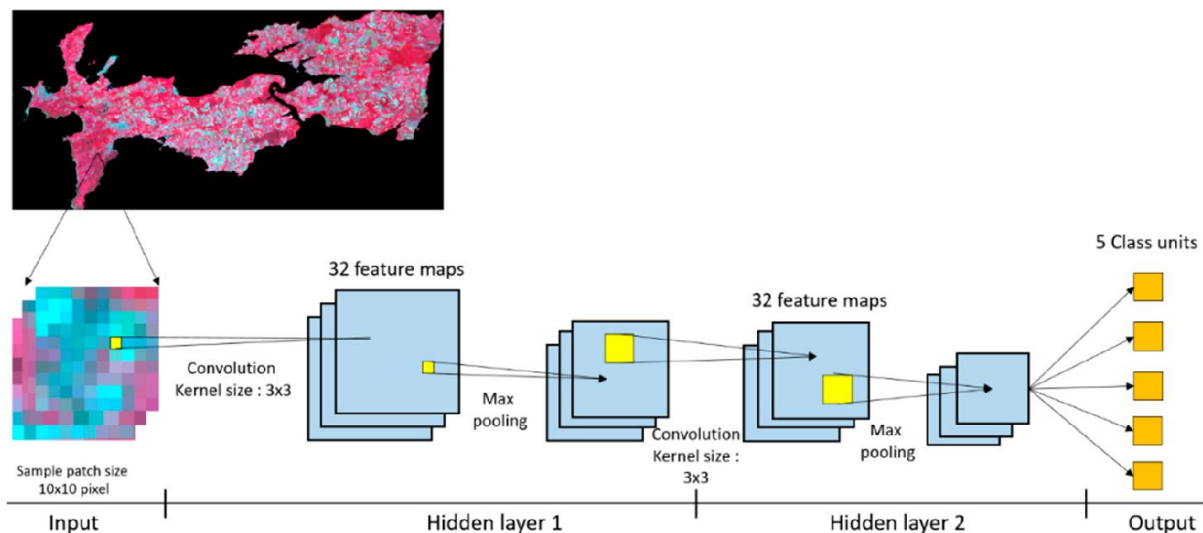 5 Class units
32 feature maps
32 feature maps
Convolution
Kernel size : 3x3
Max
pooling
Convolution
Kernel size :
3x3
Max
pooling
Sample patch size
10x10 pixel
Input
Hidden layer 1
Hidden layer 2
Output